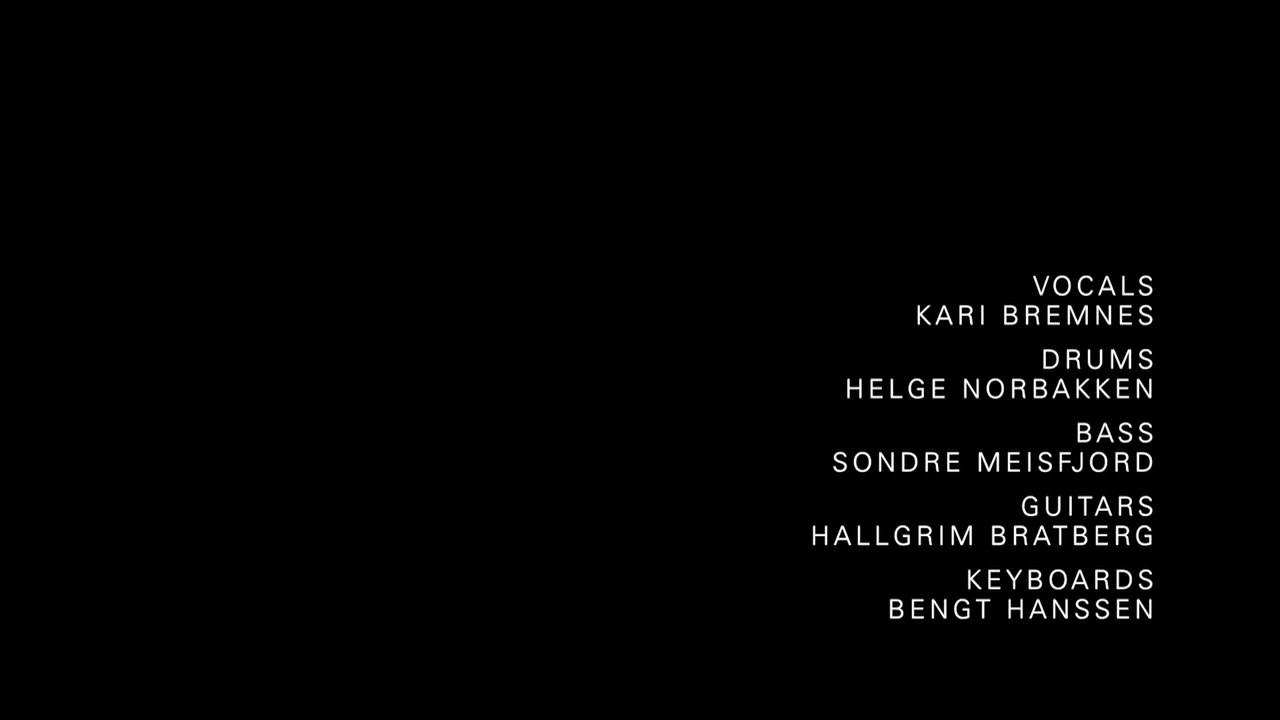 VOCALS
KARI BREMNES
DRUMS
HELGE NORBAKKEN
BASS
SONDRE MEISFJORD
GUITARS
HALLGRIM BRATBERG
KEYBOARDS
BENGT HANSSEN